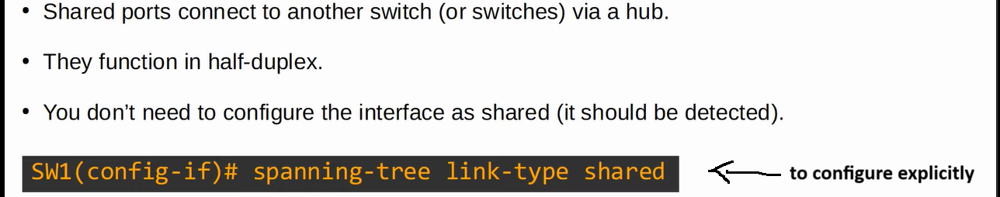 • Shared ports connect to another switch (or switches) via a hub.
• They function in half-duplex.
• You don’t need to configure the interface as shared (it should be detected).
SW1(config-if)# spanning-tree link-type shared
to configure explicitly